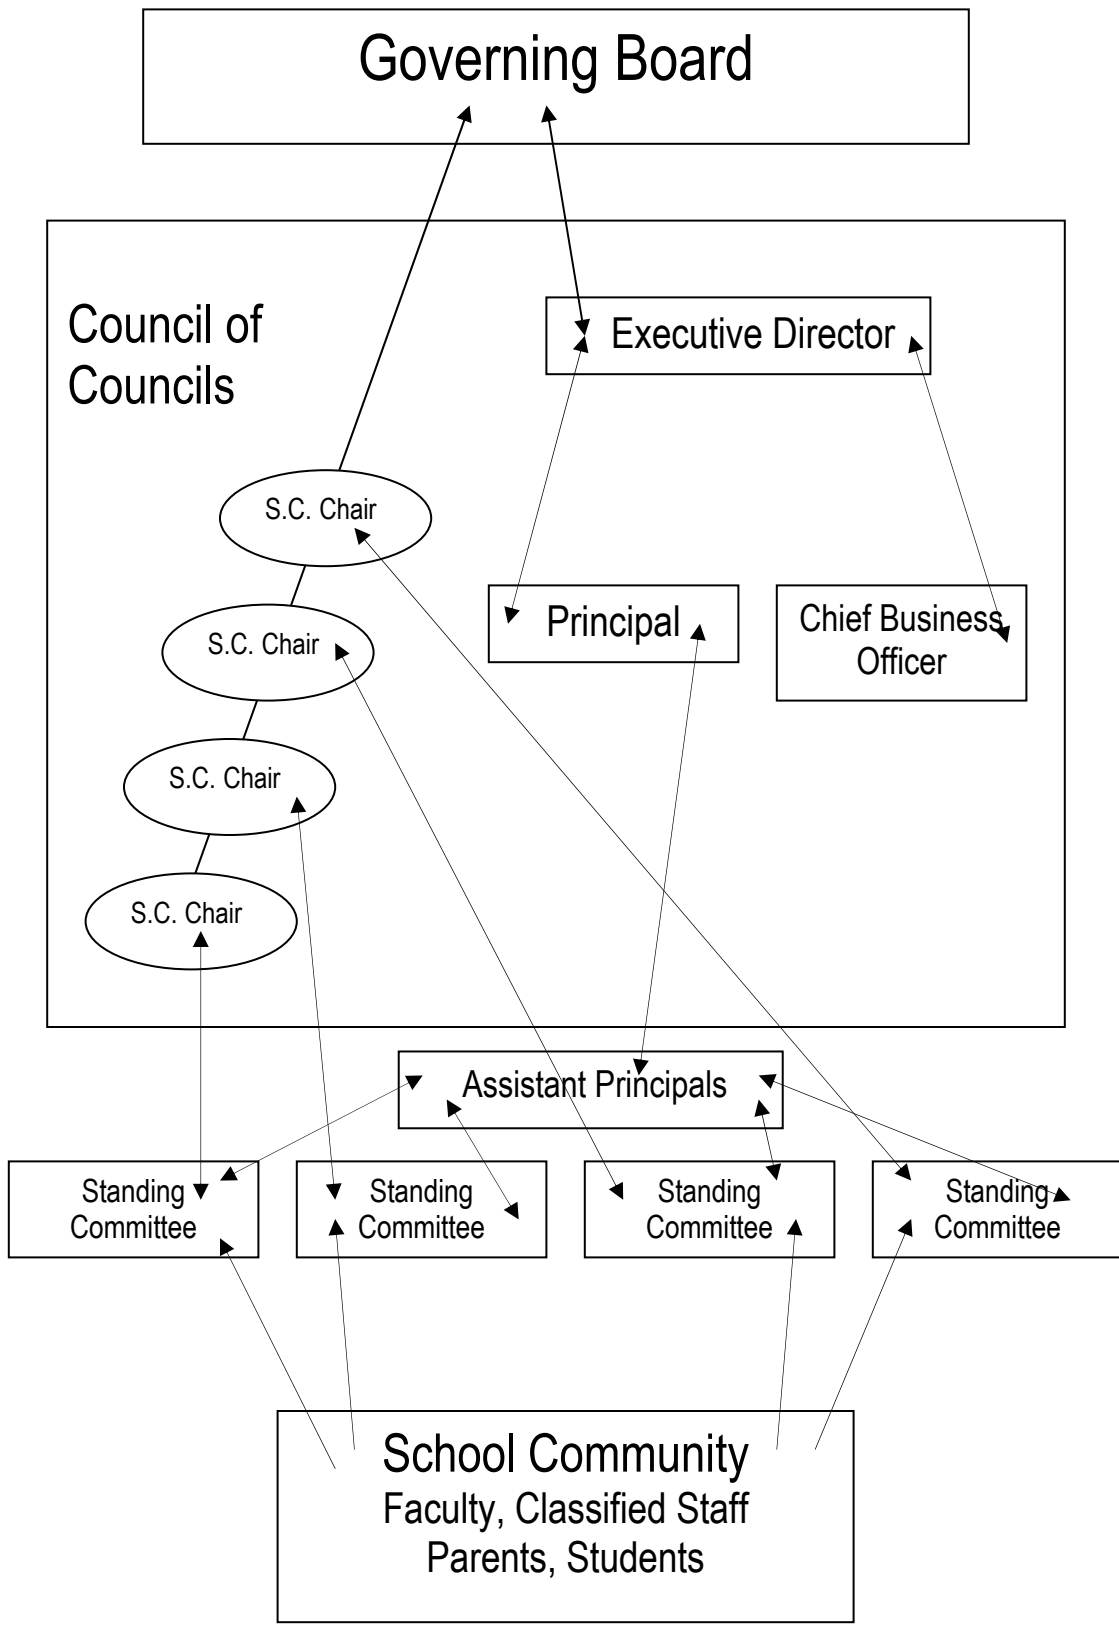 Governing Board
Council of
Councils
Executive Director
S.C. Chair
Principal
Chief Business
Officer
S.C. Chair
S.C. Chair
S.C. Chair
Assistant Principals
Standing
Committee
Standing
Committee
Standing
Committee
Standing
Committee
School Community
Faculty, Classified Staff
Parents, Students